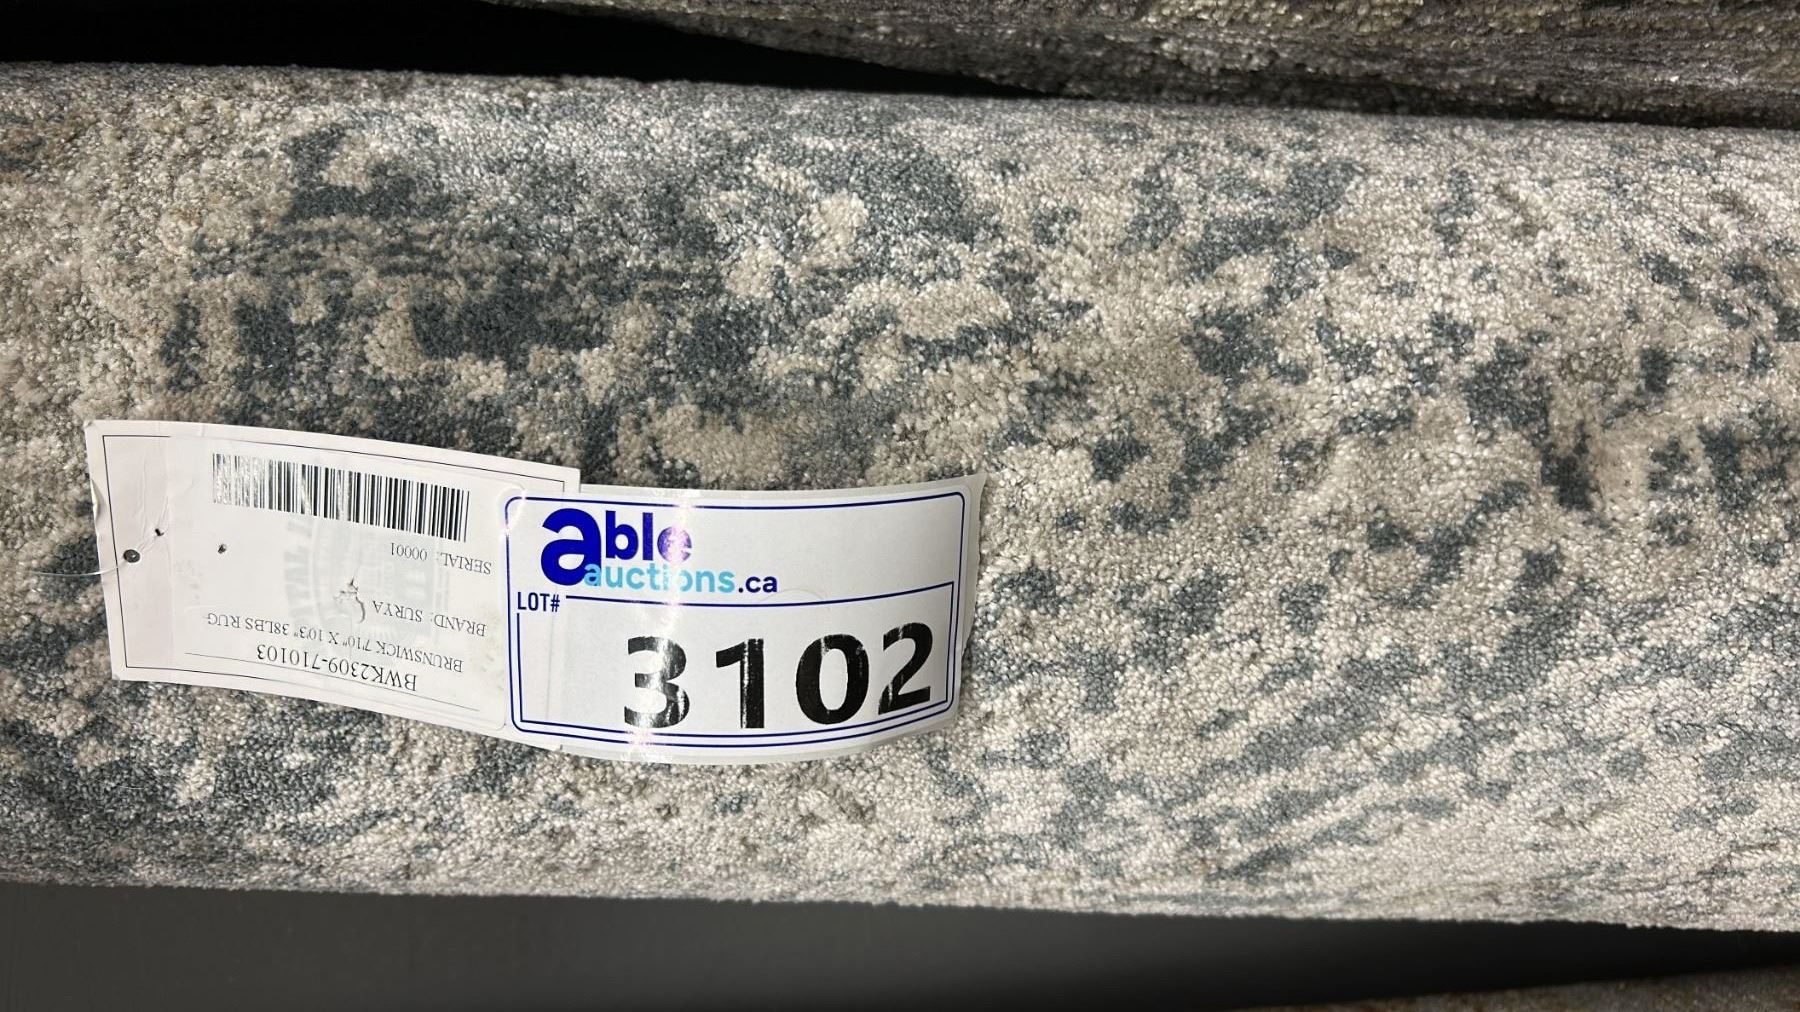 BWK2309-710103
BRUNSWICK 7'10" X 10'3" 38LBS RUG
BRAND: SURYA
SERIAL: 00001
able
auctions.ca
LOT#
3102